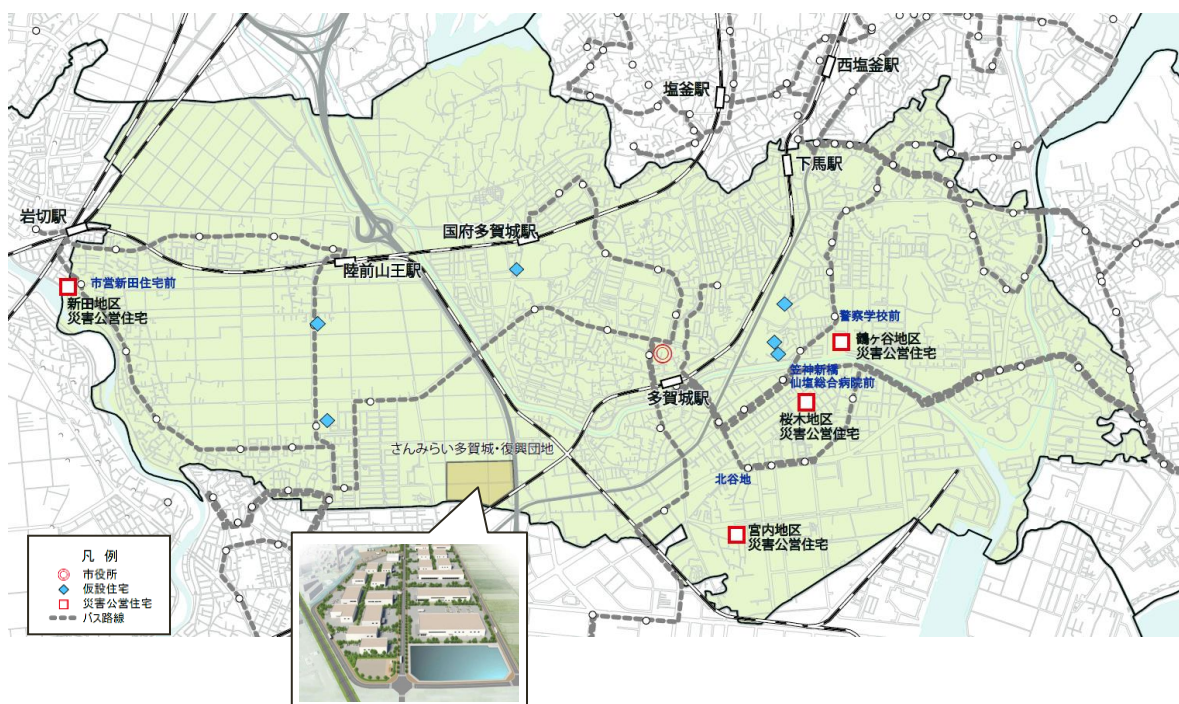 西塩釜駅
塩釜駅
下馬駅
岩切駅
国府多賀城駅
陸前山王駅
市営新田住宅前
新田地区
災害公営住宅
警察学校前
鶴ヶ谷地区
災害公営住宅
笠神新橋
仙塩総合病院前
多賀城駅
桜木地区
災害公営住宅
さんみらい多賀城・復興団地
北谷地
宮内地区
災害公営住宅
凡 例
市役所
仮設住宅
災害公営住宅
バス路線